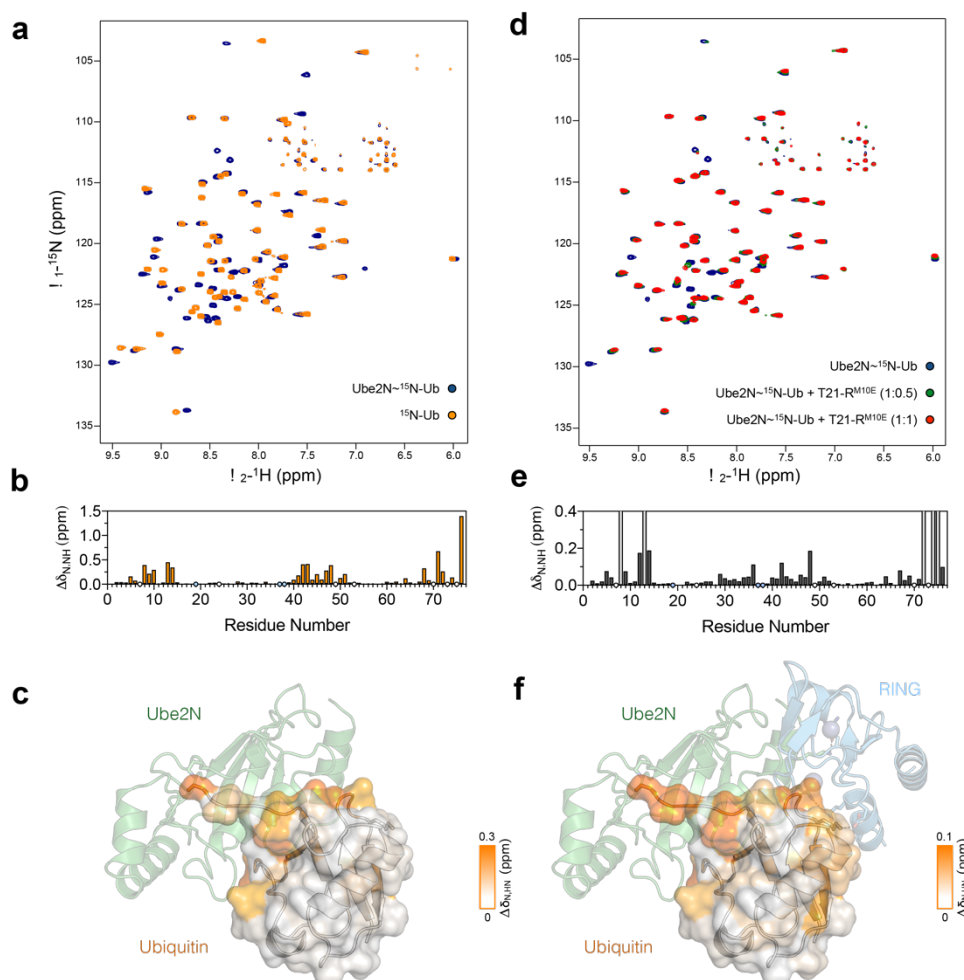 a
105
110
115
120
125
130
135
! 1-15N (ppm)
9.5 9.0 8.5 8.0 7.5 7.0 6.5 6.0
! 2-1H (ppm)
Ube2N~15N-Ub
15N-Ub
d
105
110
115
120
125
130
135
! 1-15N (ppm)
9.5 9.0 8.5 8.0 7.5 7.0 6.5 6.0
! 2-1H (ppm)
Ube2N~15N-Ub
Ube2N~15N-Ub + T21-RM10E (1:0.5)
Ube2N~15N-Ub + T21-RM10E (1:1)
b
ΔδN,NH (ppm)
1.5
1.0
0.5
0.0
0 10 20 30 40 50 60 70
Residue Number
e
ΔδN,NH (ppm)
0.4
0.2
0.0
0 10 20 30 40 50 60 70
Residue Number
c
Ube2N
Ubiquitin
0.3
0
ΔδN,HN (ppm)
f
Ube2N
RING
Ubiquitin
0.1
0
ΔδN,HN (ppm)